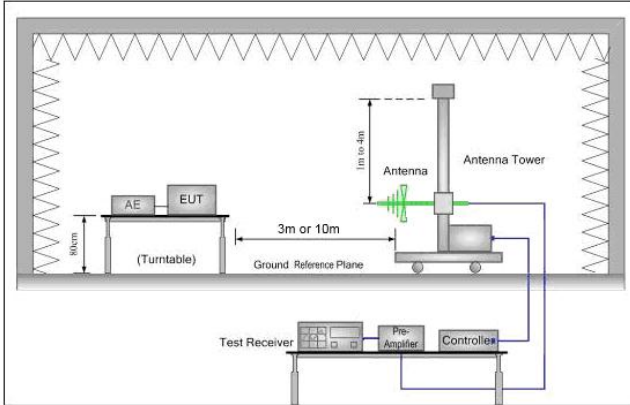 1m to 4m
Antenna
Antenna Tower
AE
EUT
80cm
(Turntable)
3m or 10m
Ground Reference Plane
Test Receiver
Pre-
Amplifier
Controller